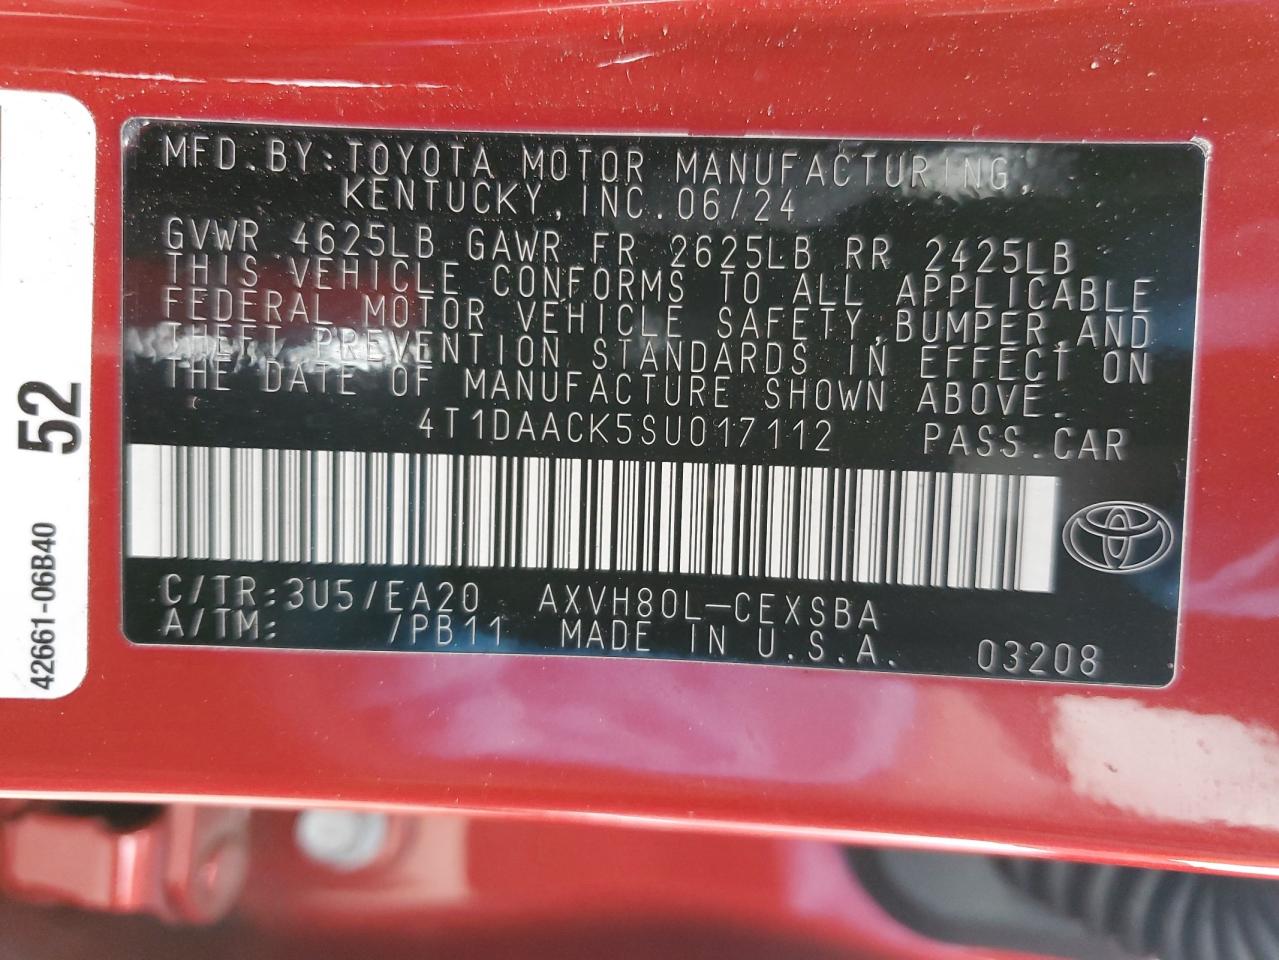 MFD.BY:TOYOTA MOTOR MANUFACTURING,
KENTUCKY,INC.06/24
GVWR 4625LB GAWR FR 2625LB RR 2425LB
THIS VEHICLE CONFORMS TO ALL APPLICABLE
FEDERAL MOTOR VEHICLE SAFETY,BUMPER,AND
THEFT PREVENTION STANDARDS IN EFFECT ON
THE DATE OF MANUFACTURE SHOWN ABOVE.
4T1DAACK5SU017112 PASS.CAR
C/TR:3U5/EA20 AXVH80L-CEXSBA
A/TM: /PB11 MADE IN U.S.A. 03208
52
42661-06B40